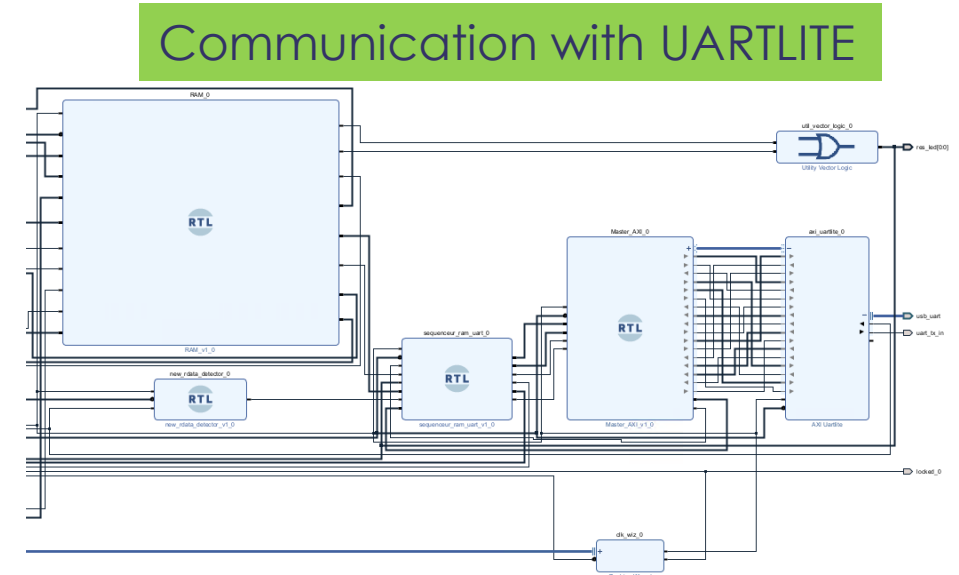 Communication with UARTLITE
RAM_0
RTL
RAM_v1_0
util_vector_logic_0
Utility Vector Logic
res_led[0:0]
Master_AXI_0
RTL
Master_AXI_v1_0
axi_uartlite_0
AXI Uartlite
usb_uart
uart_tx_in
sequenceur_ram_uart_0
RTL
sequenceur_ram_uart_v1_0
new_rdata_detector_0
RTL
new_rdata_detector_v1_0
locked_0
clk_wiz_0